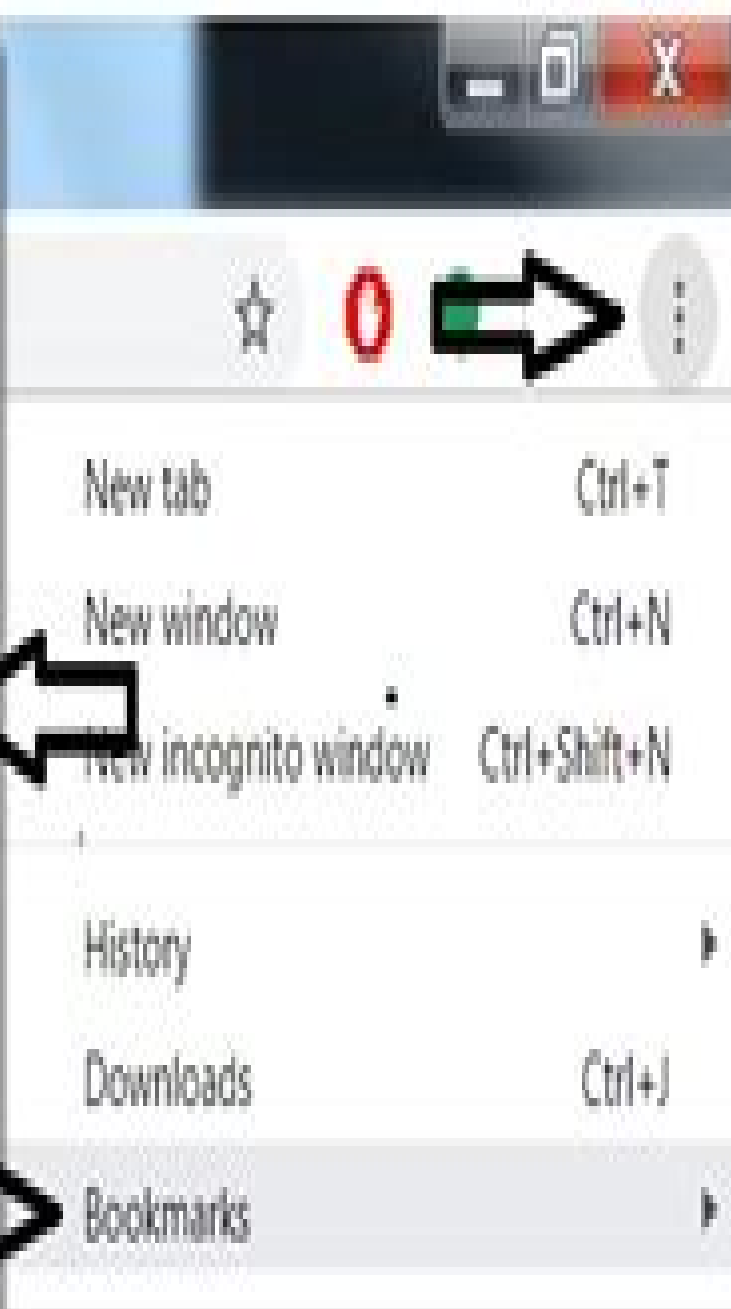 X
New tab Ctrl+T
New window Ctrl+N
New incognito window Ctrl+Shift+N
History
Downloads Ctrl+J
Bookmarks